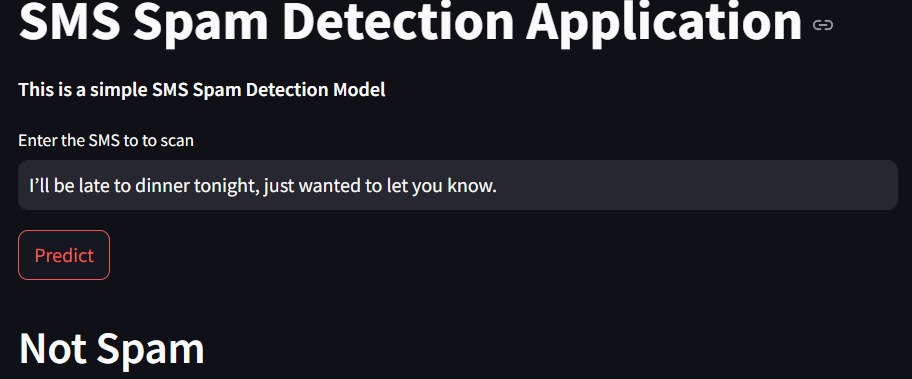 SMS Spam Detection Application
This is a simple SMS Spam Detection Model
Enter the SMS to to scan
I’ll be late to dinner tonight, just wanted to let you know.
Predict
Not Spam